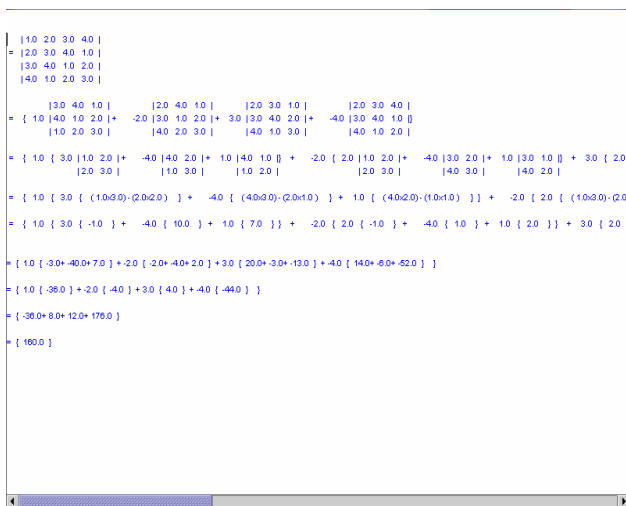 |1.0 2.0 3.0 4.0 |
= |2.0 3.0 4.0 1.0 |
|3.0 4.0 1.0 2.0 |
|4.0 1.0 2.0 3.0 |
|3.0 4.0 1.0 | |2.0 4.0 1.0 | |2.0 3.0 1.0 | |2.0 3.0 4.0 |
= { 1.0 |4.0 1.0 2.0 |+ -2.0 |3.0 1.0 2.0 |+ 3.0 |3.0 4.0 2.0 |+ -4.0 |3.0 4.0 1.0 |}
|1.0 2.0 3.0 | |4.0 2.0 3.0 | |4.0 1.0 3.0 | |4.0 1.0 2.0 |
= { 1.0 { 3.0 |1.0 2.0 |+ -4.0 |4.0 2.0 |+ 1.0 |4.0 1.0 |} + -2.0 { 2.0 |1.0 2.0 |+ -4.0 |3.0 2.0 |+ 1.0 |3.0 1.0 |} + 3.0 { 2.0
|2.0 3.0 | |1.0 3.0 | |1.0 2.0 | |2.0 3.0 | |4.0 3.0 | |4.0 2.0 |
= { 1.0 { 3.0 { (1.0x3.0)-(2.0x2.0) } + -4.0 { (4.0x3.0)-(2.0x1.0) } + 1.0 { (4.0x2.0)-(1.0x1.0) } } + -2.0 { 2.0 { (1.0x3.0)-(2.0
= { 1.0 { 3.0 { -1.0 } + -4.0 { 10.0 } + 1.0 { 7.0 } } + -2.0 { 2.0 { -1.0 } + -4.0 { 1.0 } + 1.0 { 2.0 } } + 3.0 { 2.0
= { 1.0 { -3.0+ -40.0+ 7.0 } + -2.0 { -2.0+ -4.0+ 2.0 } + 3.0 { 20.0+ -3.0+ -13.0 } + -4.0 { 14.0+ -6.0+ -52.0 } }
= { 1.0 { -36.0 } + -2.0 { -4.0 } + 3.0 { 4.0 } + -4.0 { -44.0 } }
= { -36.0+ 8.0+ 12.0+ 176.0 }
= { 160.0 }